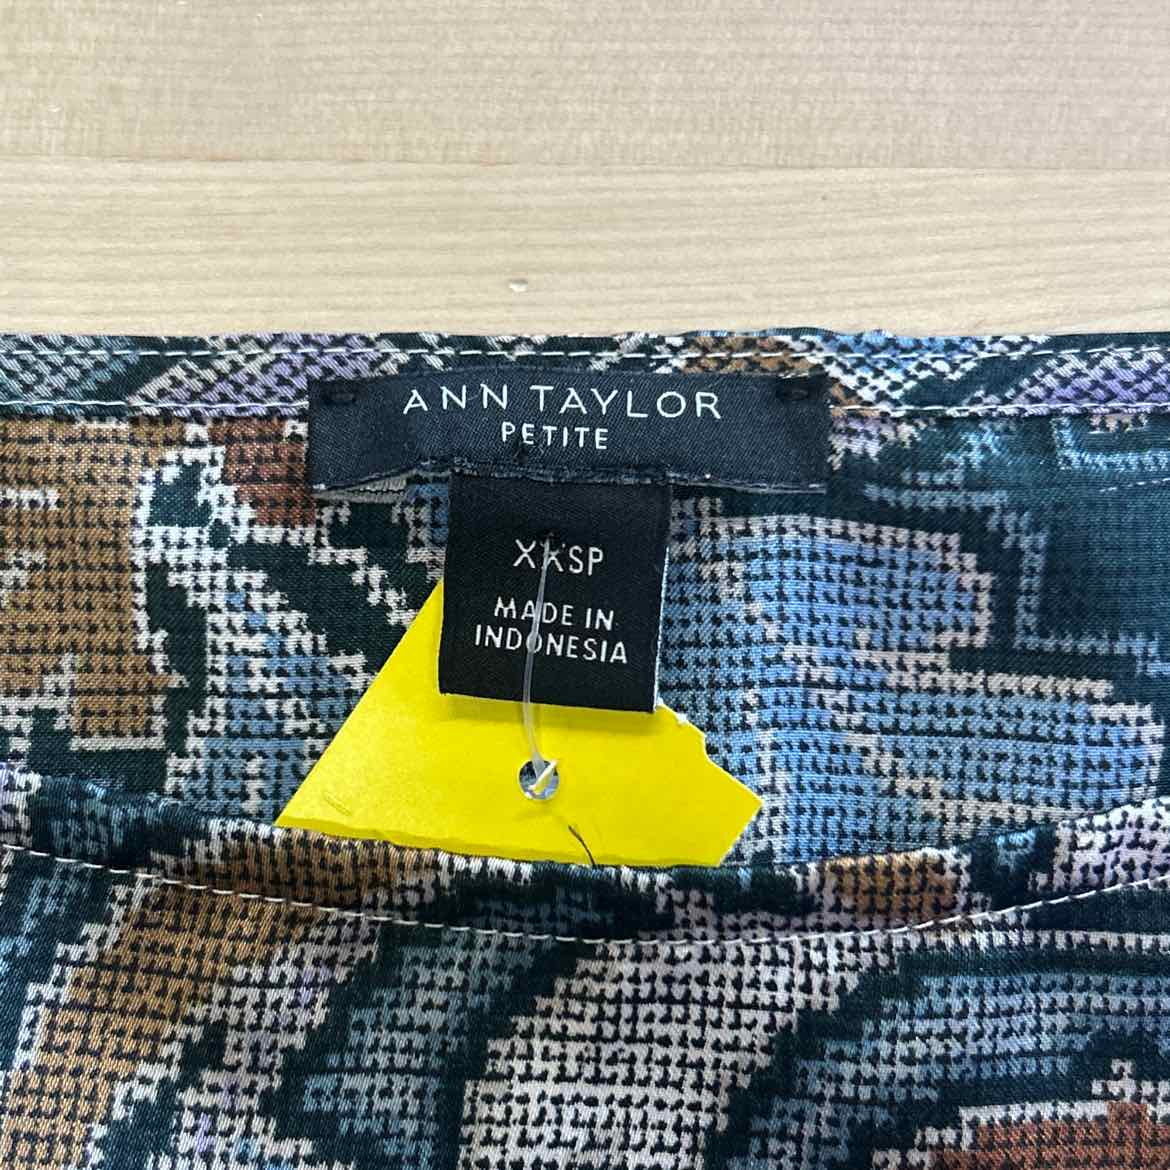 ANN TAYLOR
PETITE
XXSP
MADE IN
INDONESIA